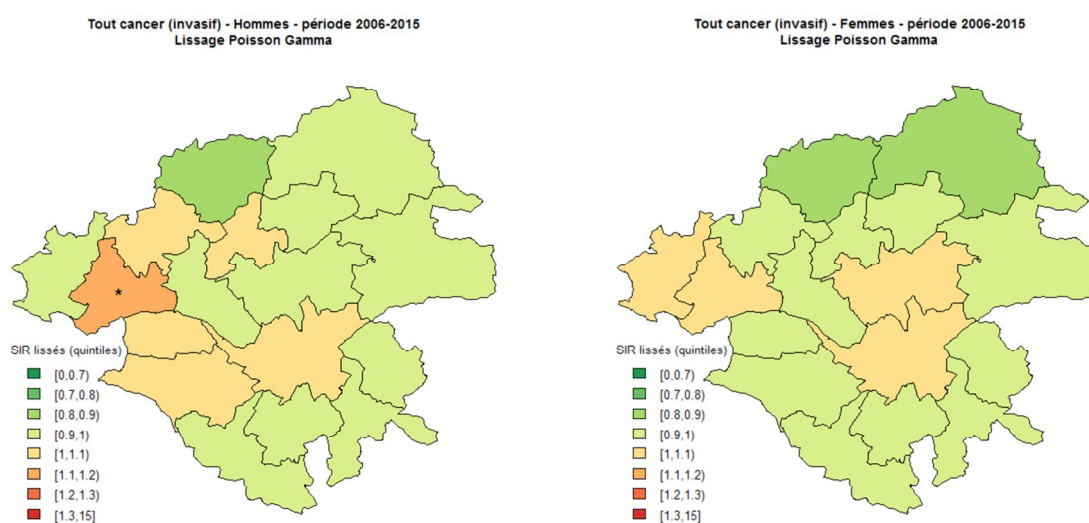 Tout cancer (invasif) - Hommes - période 2006-2015
Lissage Poisson Gamma
*
SIR lissés (quintiles)
[0,0.7)
[0.7,0.8)
[0.8,0.9)
[0.9,1)
[1,1.1)
[1.1,1.2)
[1.2,1.3)
[1.3,15]
Tout cancer (invasif) - Femmes - période 2006-2015
Lissage Poisson Gamma
SIR lissés (quintiles)
[0,0.7)
[0.7,0.8)
[0.8,0.9)
[0.9,1)
[1,1.1)
[1.1,1.2)
[1.2,1.3)
[1.3,15]